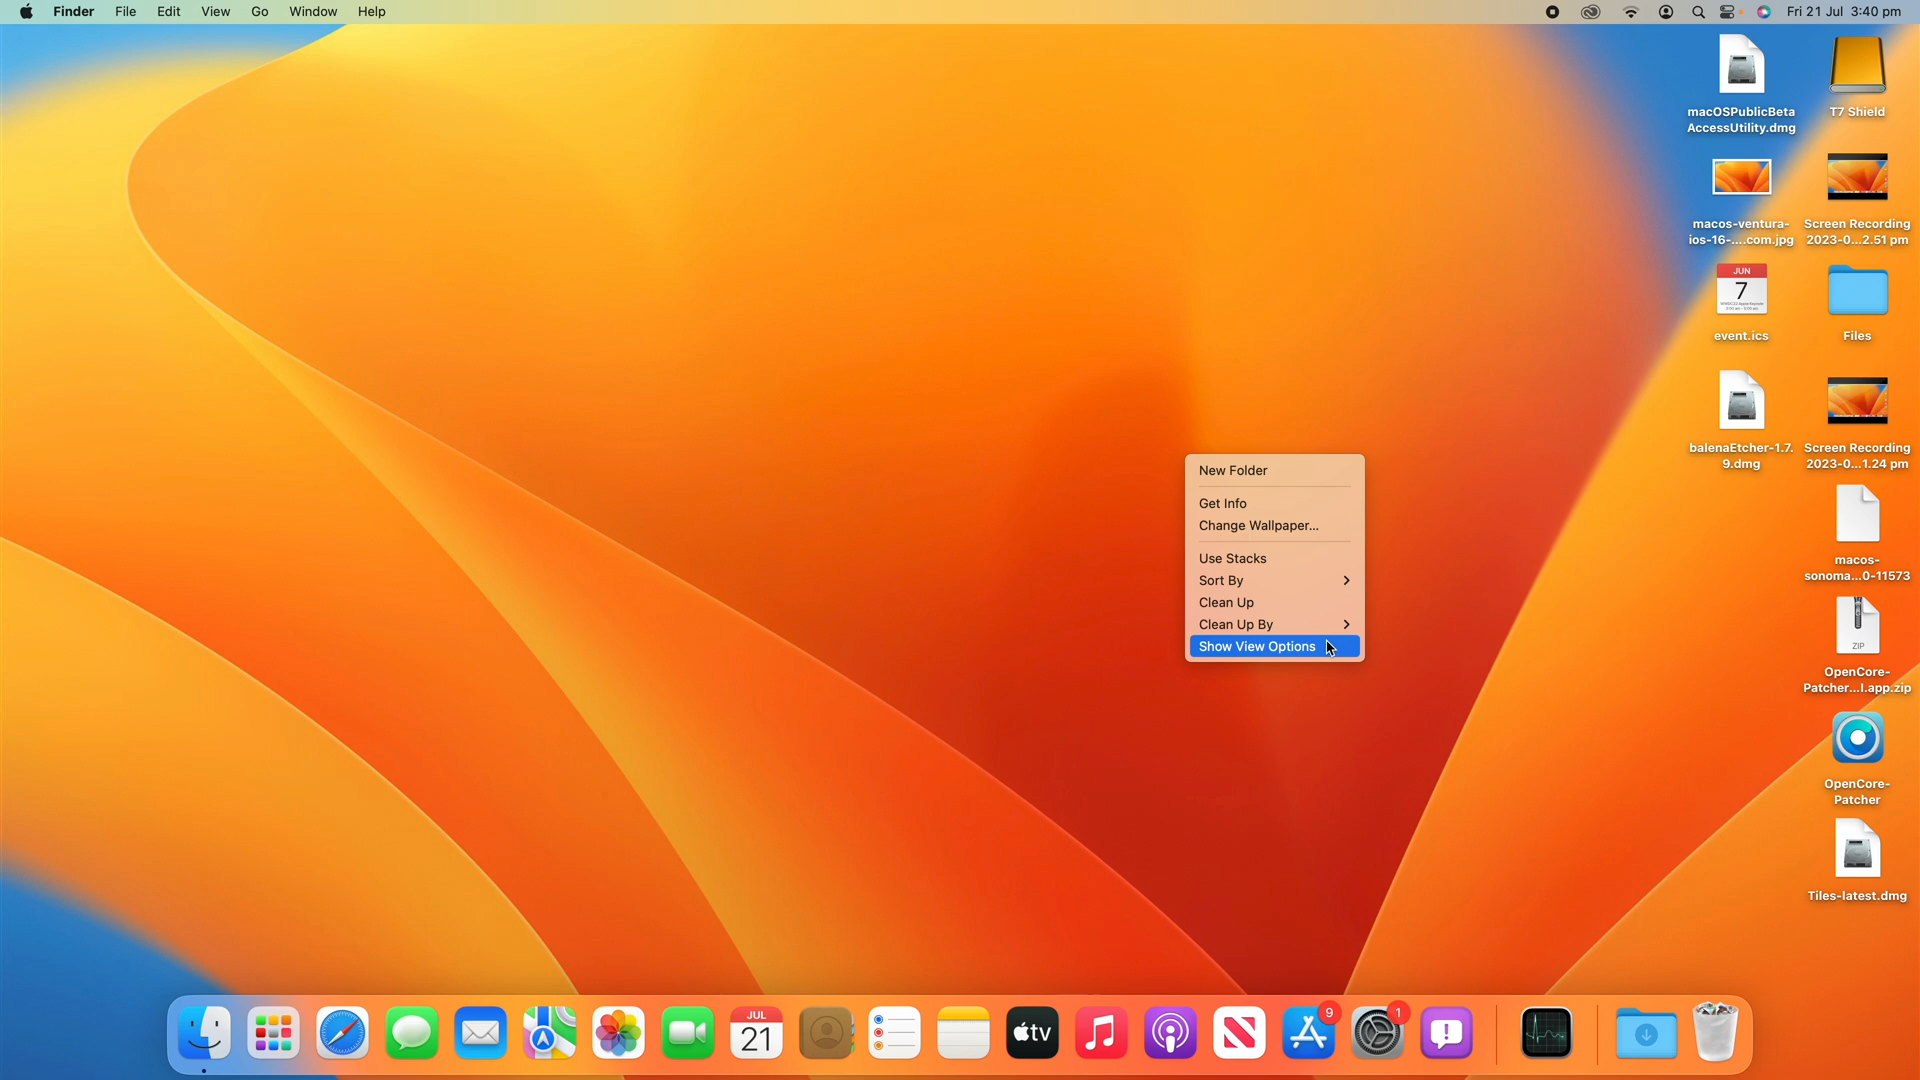 Finder File Edit View Go Window Help
Fri 21 Jul 3:40 pm
macOSPublicBeta
AccessUtility.dmg
T7 Shield
macos-ventura-
ios-16-....com.jpg
Screen Recording
2023-0...2.51 pm
JUN
7
event.ics
Files
balenaEtcher-1.7.
9.dmg
Screen Recording
2023-0...1.24 pm
macos-
sonoma...0-11573
ZIP
OpenCore-
Patcher...I.app.zip
OpenCore-
Patcher
Tiles-latest.dmg
New Folder
Get Info
Change Wallpaper...
Use Stacks
Sort By
Clean Up
Clean Up By
Show View Options
JUL
21
tv
9
1